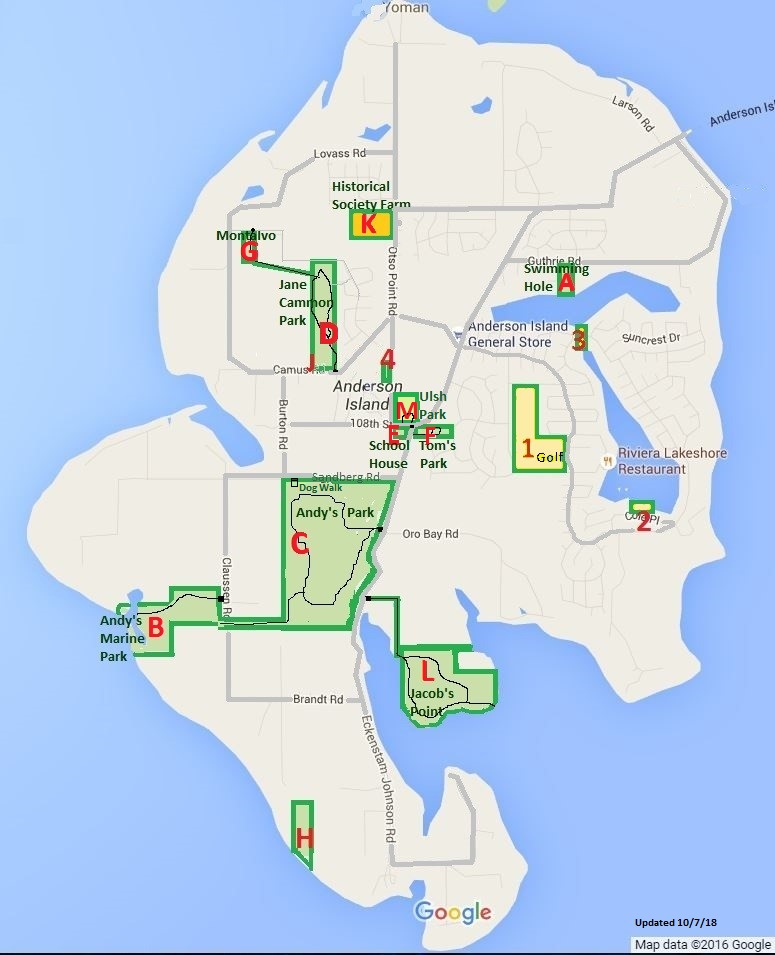 Yoman
Larson Rd
Anderson Isl
Lovass Rd
Historical
Society Farm
K
Montalvo
G
Otso Point Rd
Guthrie Rd
Swimming
Hole
A
Jane
Cammon
Park
D
Anderson Island
General Store
3
Suncrest Dr
J
Camus Rd
4
Anderson
Island
M
Ulsh
Park
Burton Rd
108th S
E
F
School
House
Tom's
Park
1
Golf
Riviera Lakeshore
Restaurant
Sandberg Rd
Dog Walk
Andy's Park
C
2
Oro Bay Rd
Claussen Rd
Andy's
Marine
Park
B
L
Jacob's
Point
Brandt Rd
Eckenstam Johnson Rd
H
Google
Updated 10/7/18
Map data ©2016 Google